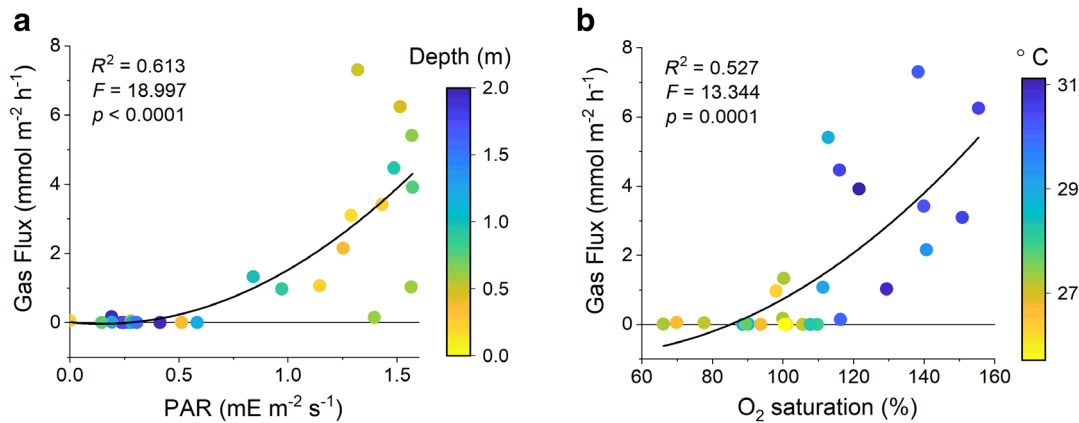 a
R² = 0.613
F = 18.997
p < 0.0001
Depth (m)
Gas Flux (mmol m⁻² h⁻¹)
8
6
4
2
0
0.0
0.5
1.0
1.5
PAR (mE m⁻² s⁻¹)
2.0
1.5
1.0
0.5
0.0
b
R² = 0.527
F = 13.344
p = 0.0001
° C
Gas Flux (mmol m⁻² h⁻¹)
8
6
4
2
0
60
80
100
120
140
160
O₂ saturation (%)
31
29
27